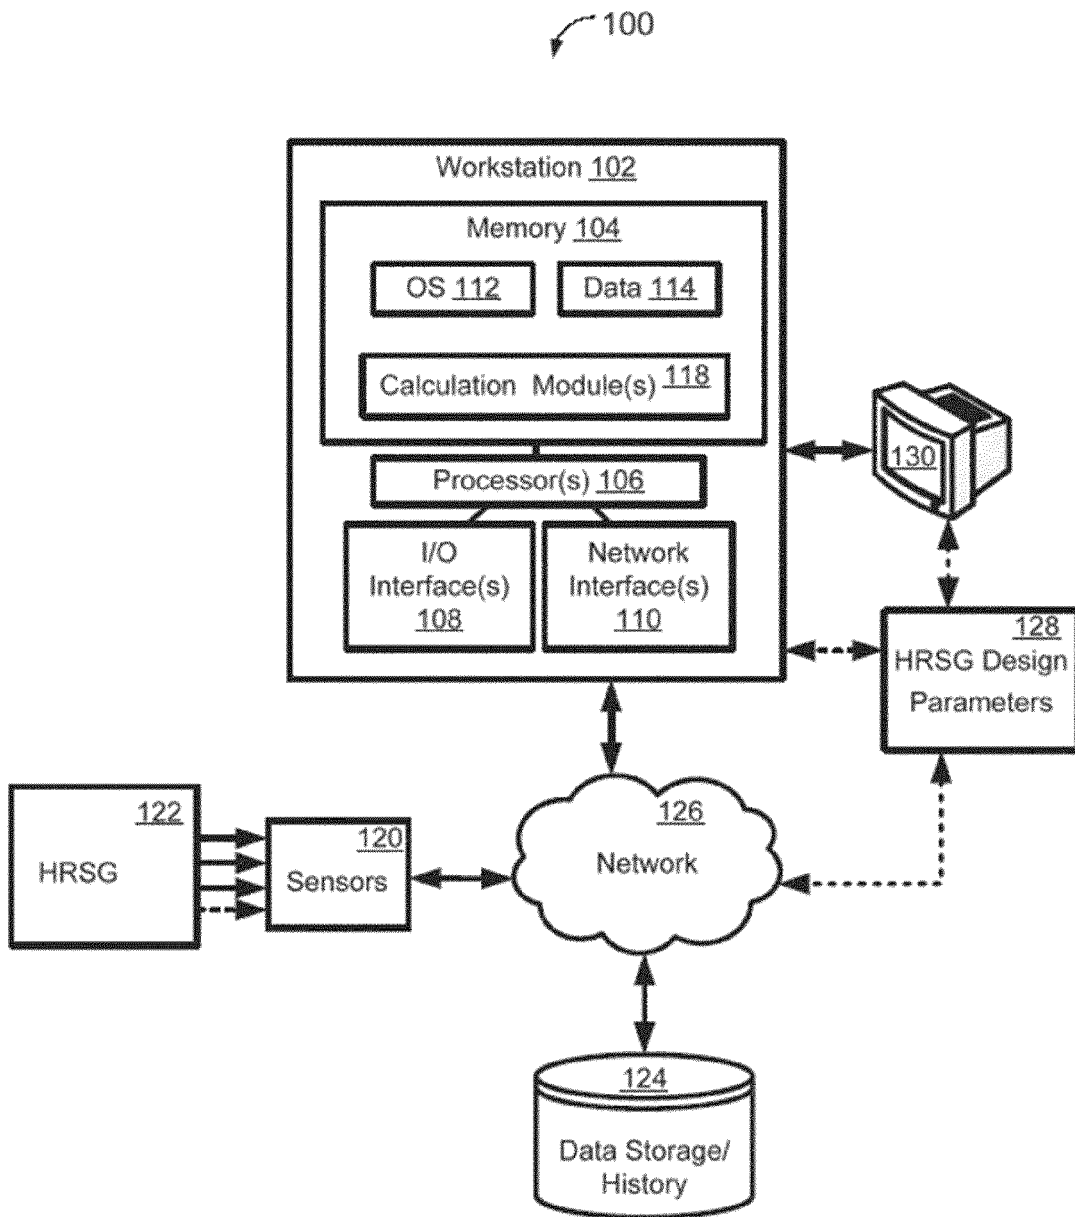 100
Workstation 102
Memory 104
OS 112
Data 114
Calculation Module(s) 118
Processor(s) 106
I/O
Interface(s)
108
Network
Interface(s)
110
130
128
HRSG Design
Parameters
122
HRSG
120
Sensors
126
Network
124
Data Storage/
History